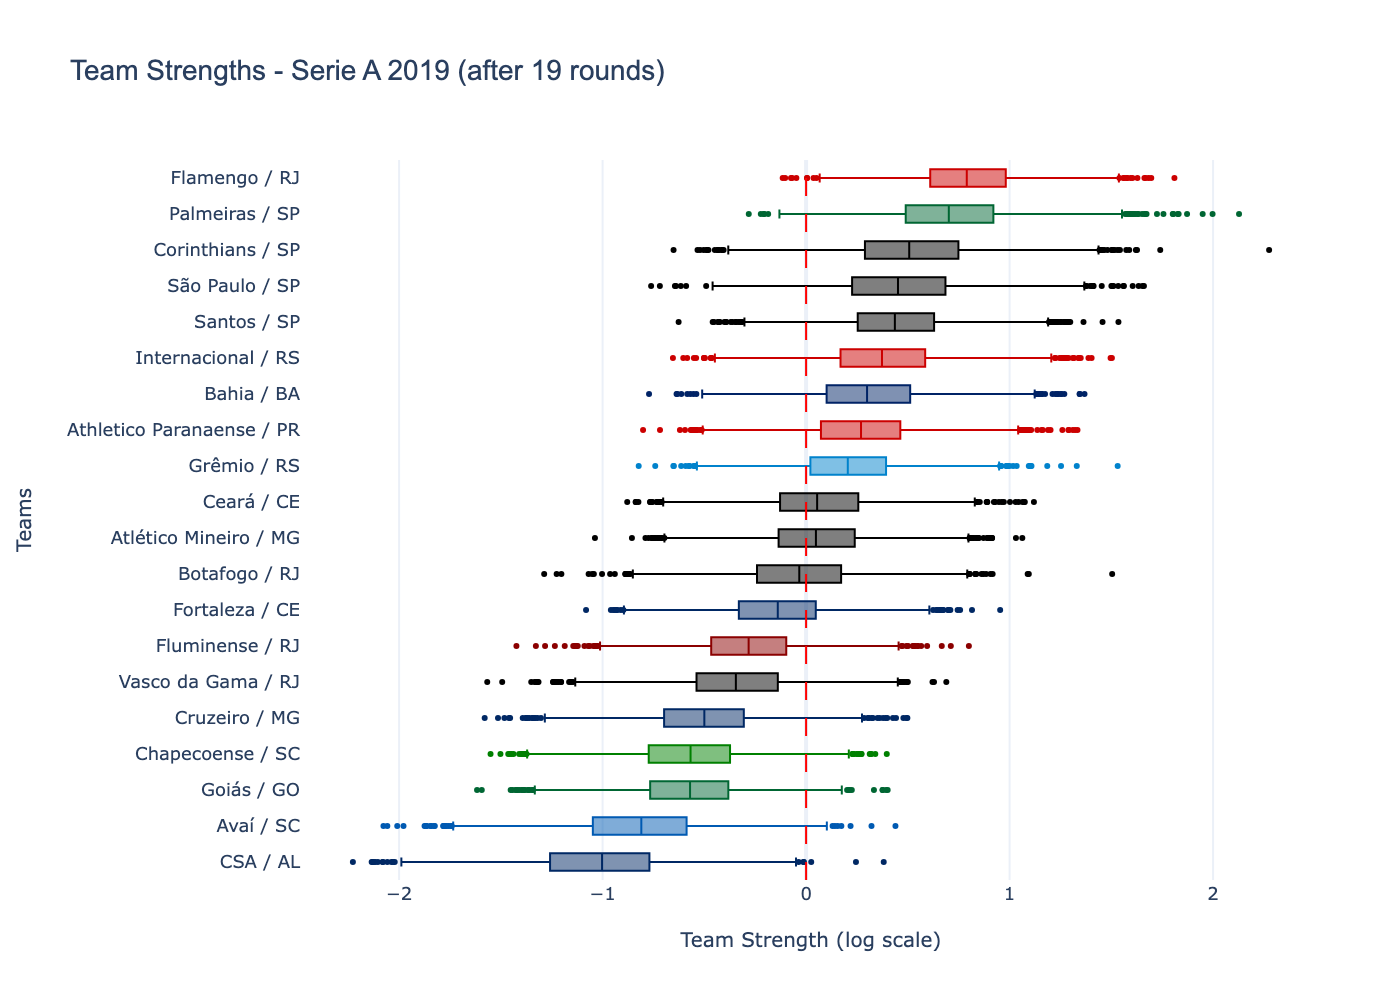 Team Strengths - Serie A 2019 (after 19 rounds)
Teams
Flamengo / RJ
Palmeiras / SP
Corinthians / SP
São Paulo / SP
Santos / SP
Internacional / RS
Bahia / BA
Athletico Paranaense / PR
Grêmio / RS
Ceará / CE
Atlético Mineiro / MG
Botafogo / RJ
Fortaleza / CE
Fluminense / RJ
Vasco da Gama / RJ
Cruzeiro / MG
Chapecoense / SC
Goiás / GO
Avaí / SC
CSA / AL
−2 −1 0 1 2
Team Strength (log scale)